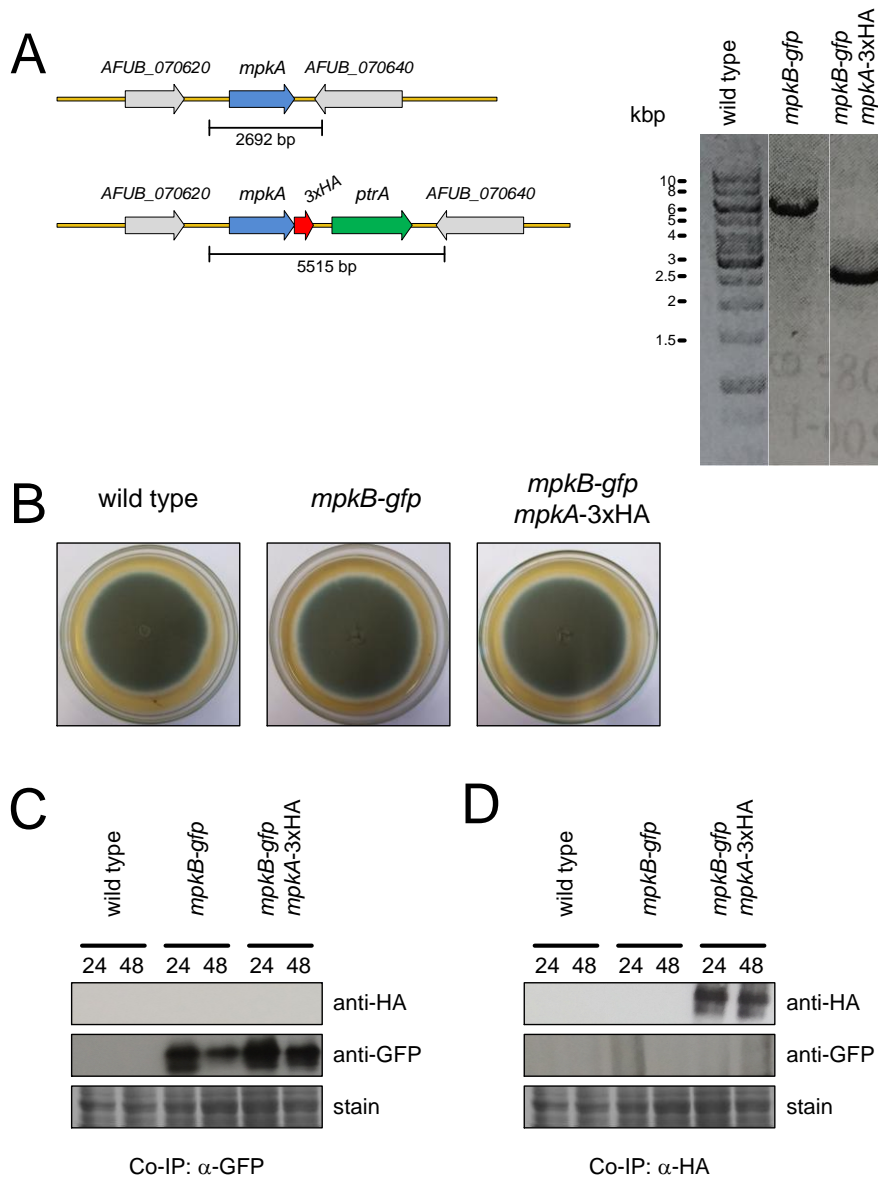 A
AFUB_070620 mpkA AFUB_070640
2692 bp
AFUB_070620 mpkA 3xHA ptrA AFUB_070640
5515 bp
kbp
wild type
mpkB-gfp
mpkB-gfp
mpkA-3xHA
10
8
6
5
4
3
2.5
2
1.5
B
wild type
mpkB-gfp
mpkB-gfp
mpkA-3xHA
C
wild type
mpkB-gfp
mpkB-gfp
mpkA-3xHA
24 48 24 48 24 48
anti-HA
anti-GFP
stain
Co-IP: α-GFP
D
wild type
mpkB-gfp
mpkB-gfp
mpkA-3xHA
24 48 24 48 24 48
anti-HA
anti-GFP
stain
Co-IP: α-HA